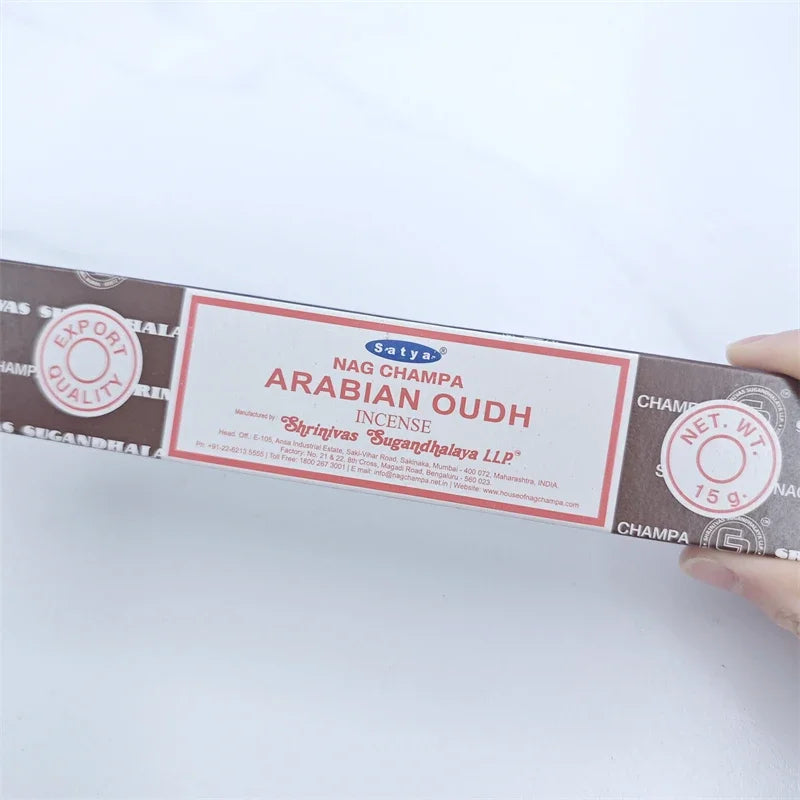 EXPORT
QUALITY
Satya®
NAG CHAMPA
ARABIAN OUDH
INCENSE
Manufactured by :
Shrinivas Sugandhalaya LLP.™
Head. Off.: E-105, Ansa Industrial Estate, Saki-Vihar Road, Sakinaka, Mumbai - 400 072, Maharashtra, INDIA.
Factory: No. 21 & 22, 8th Cross, Magadi Road, Bengaluru - 560 023.
Ph: +91-22-6213 5555 | Toll Free: 1800 267 3001 | E mail: info@nagchampa.net.in | Website: www.houseofnagchampa.com
NET. WT.
15 g.
CHAMPA
SUGANDHALA
CHAMPA